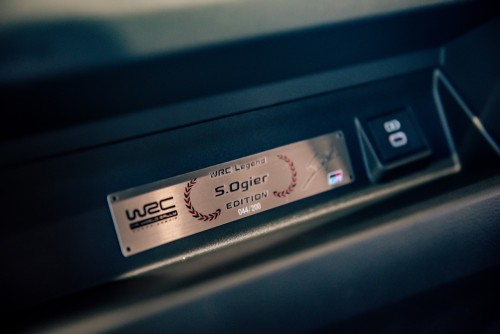 WRC
WRC Legend
S.Ogier
EDITION
044/200